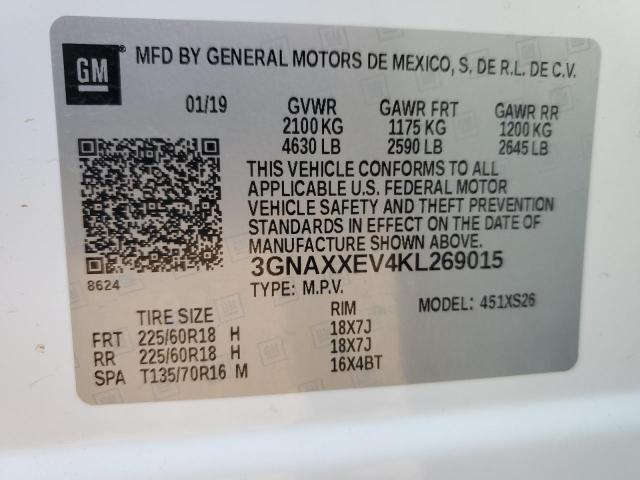 GM MFD BY GENERAL MOTORS DE MEXICO, S. DE R.L. DE C.V.
01/19 GVWR GAWR FRT GAWR RR
2100 KG 1175 KG 1200 KG
4630 LB 2590 LB 2645 LB
THIS VEHICLE CONFORMS TO ALL
APPLICABLE U.S. FEDERAL MOTOR
VEHICLE SAFETY AND THEFT PREVENTION
STANDARDS IN EFFECT ON THE DATE OF
MANUFACTURE SHOWN ABOVE.
8624 3GNAXXEV4KL269015
TYPE: M.P.V. MODEL: 451XS26
TIRE SIZE RIM
FRT 225/60R18 H 18X7J
RR 225/60R18 H 18X7J
SPA T135/70R16 M 16X4BT